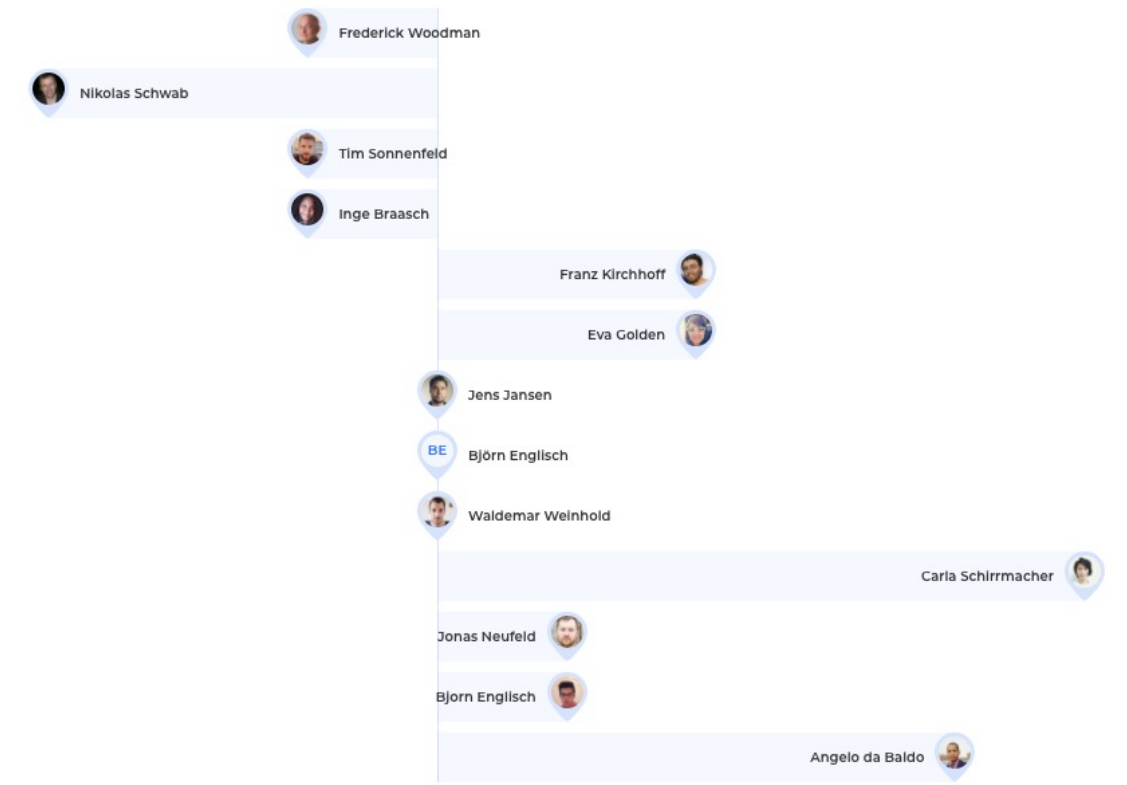 Frederick Woodman
Nikolas Schwab
Tim Sonnenfeld
Inge Braasch
Franz Kirchhoff
Eva Golden
Jens Jansen
BE
Björn Englisch
Waldemar Weinhold
Carla Schirrmacher
Jonas Neufeld
Bjorn Englisch
Angelo da Baldo